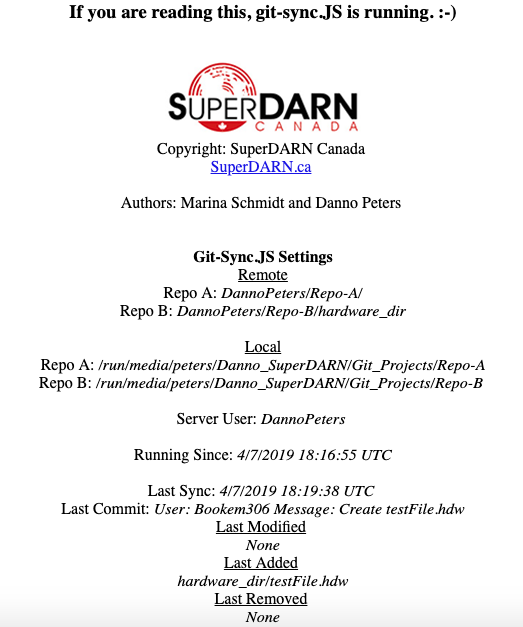 If you are reading this, git-sync.JS is running. :-)
SUPERDARN
CANADA
Copyright: SuperDARN Canada
SuperDARN.ca
Authors: Marina Schmidt and Danno Peters
Git-Sync.JS Settings
Remote
Repo A: DannoPeters/Repo-A/
Repo B: DannoPeters/Repo-B/hardware_dir
Local
Repo A: /run/media/peters/Danno_SuperDARN/Git_Projects/Repo-A
Repo B: /run/media/peters/Danno_SuperDARN/Git_Projects/Repo-B
Server User: DannoPeters
Running Since: 4/7/2019 18:16:55 UTC
Last Sync: 4/7/2019 18:19:38 UTC
Last Commit: User: Bookem306 Message: Create testFile.hdw
Last Modified
None
Last Added
hardware_dir/testFile.hdw
Last Removed
None